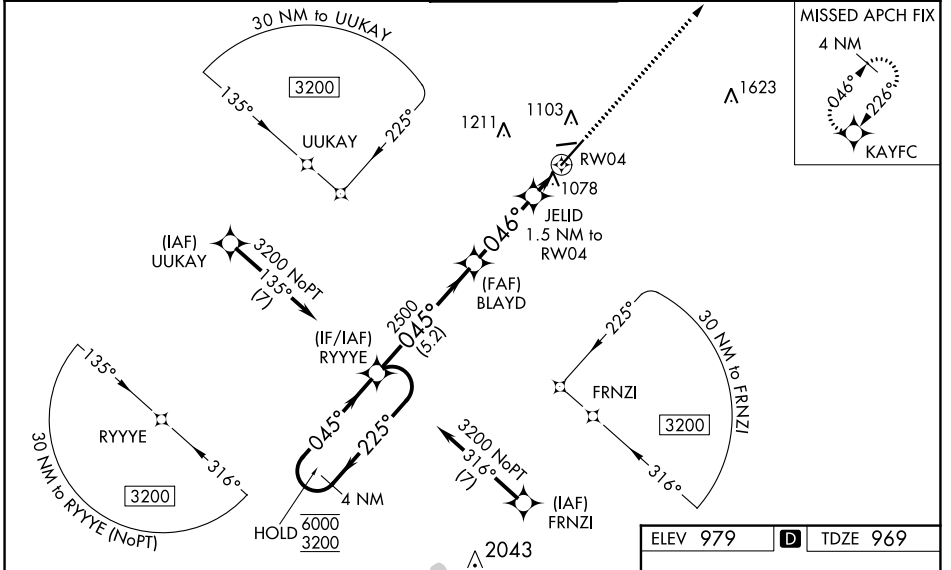 30 NM to UUKAY
3200
135°
225°
UUKAY
1211
1103
1623
MISSED APCH FIX
4 NM
046°
226°
KAYFC
RW04
1078
JELID
1.5 NM to
RW04
046°
(IAF)
UUKAY
3200 NoPT
135°
(7)
(FAF)
BLAYD
2500
045°
(5.2)
(IF/IAF)
RYYYE
135°
RYYYE
316°
3200
30 NM to RYYYE (NoPT)
045°
225°
4 NM
HOLD
6000
3200
3200 NoPT
316°
(7)
(IAF)
FRNZI
2043
225°
30 NM to FRNZI
FRNZI
3200
316°
ELEV 979 D TDZE 969